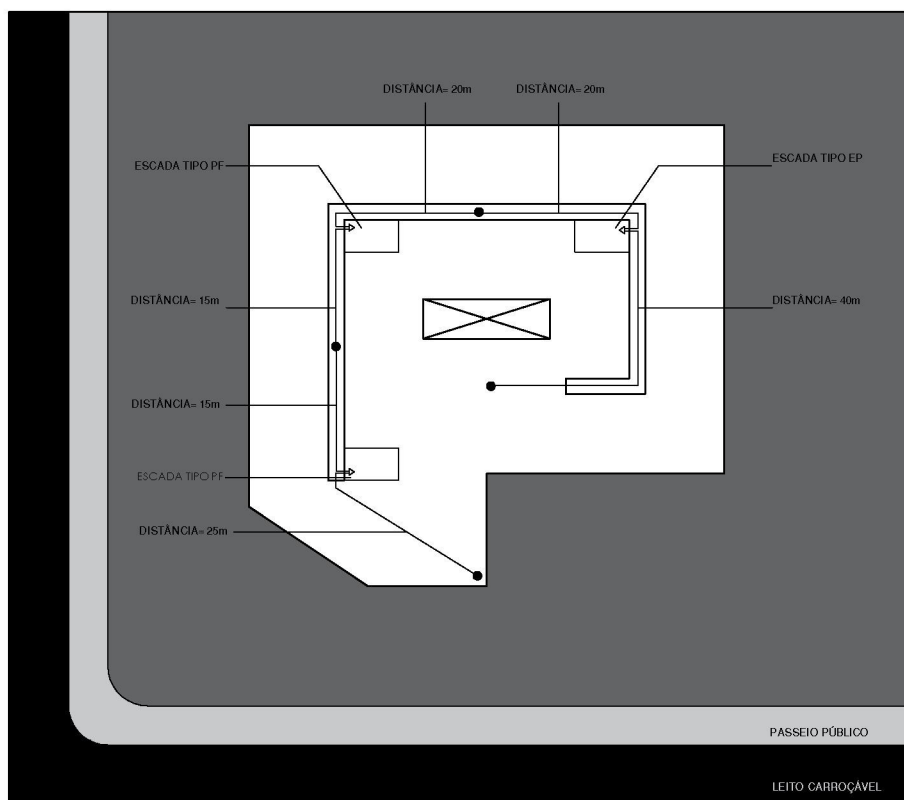 DISTÂNCIA= 20m
DISTÂNCIA= 20m
ESCADA TIPO PF
ESCADA TIPO EP
DISTÂNCIA= 15m
DISTÂNCIA= 40m
DISTÂNCIA= 15m
ESCADA TIPO PF
DISTÂNCIA= 25m
PASSEIO PÚBLICO
LEITO CARROÇÁVEL